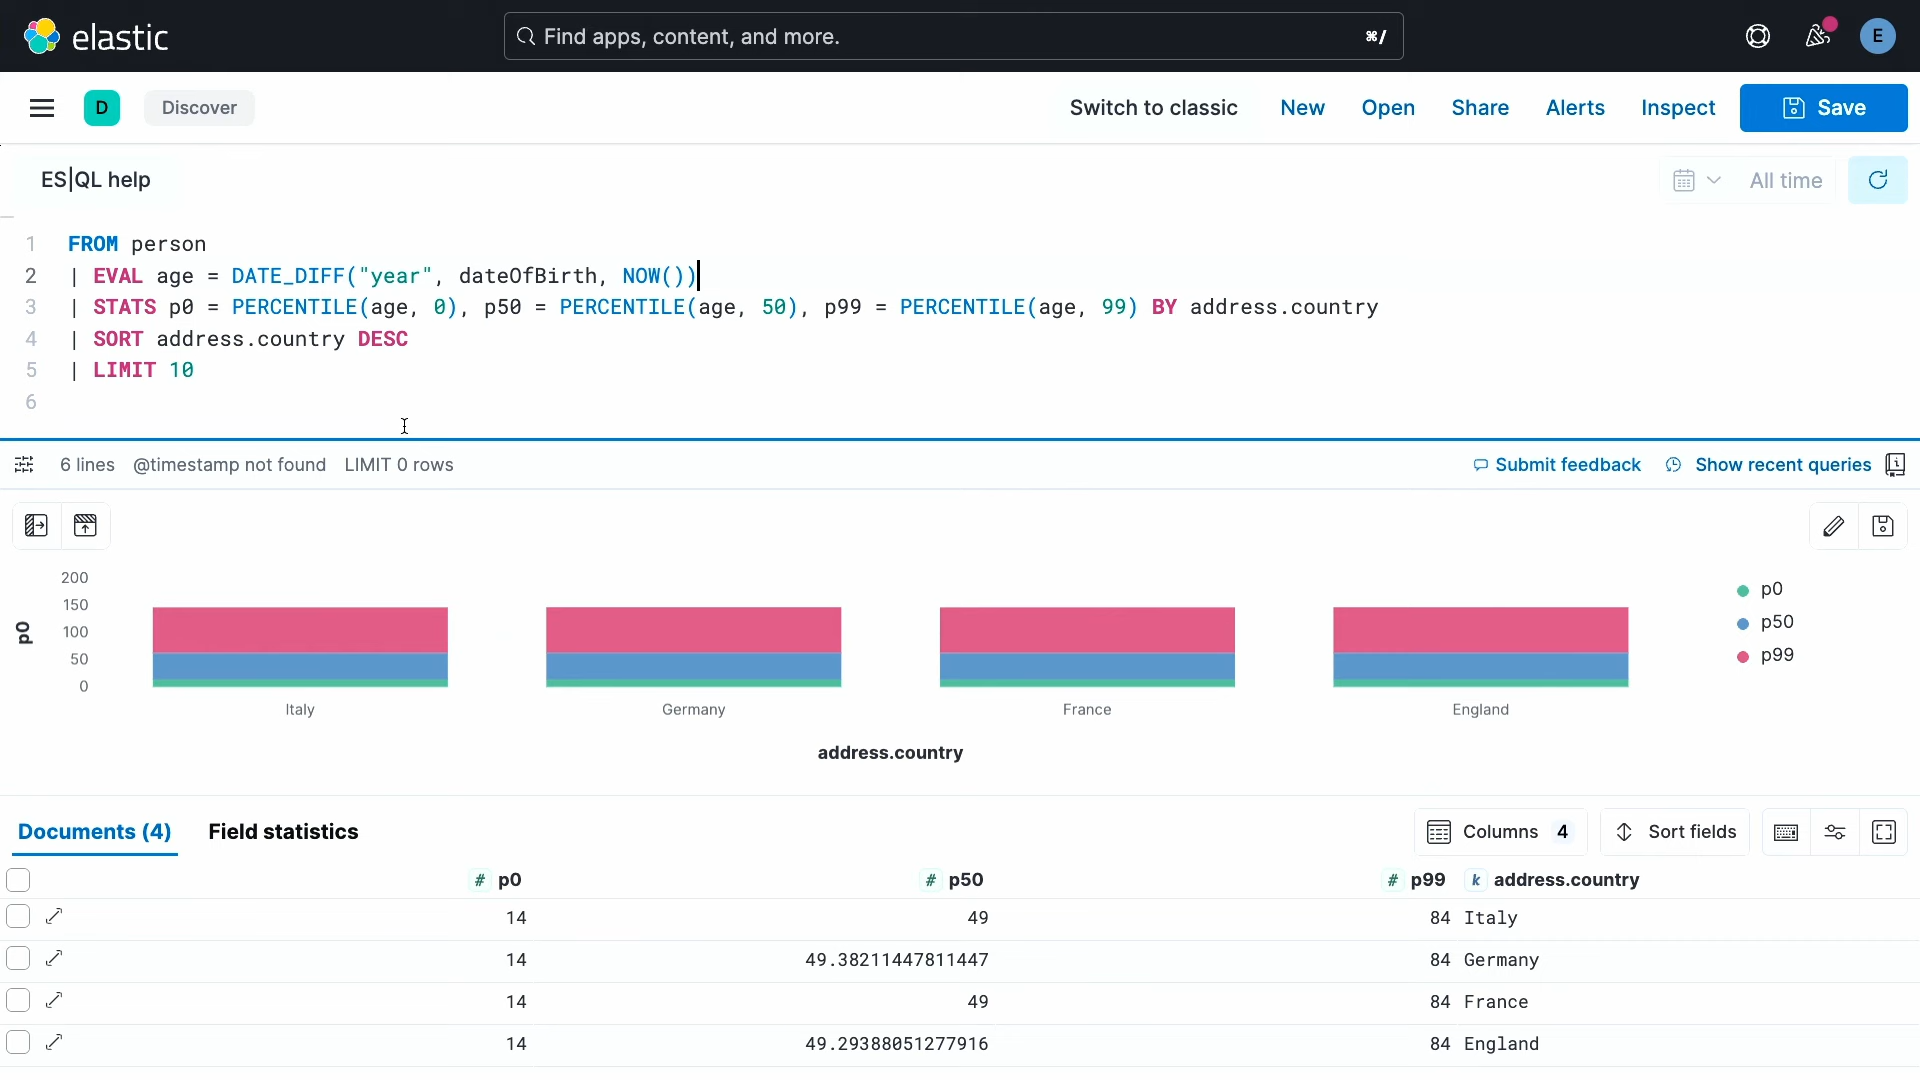 elastic
Find apps, content, and more.
⌘/
E
D
Discover
Switch to classic
New
Open
Share
Alerts
Inspect
Save
ES|QL help
All time
1 FROM person
2 | EVAL age = DATE_DIFF("year", dateOfBirth, NOW())
3 | STATS p0 = PERCENTILE(age, 0), p50 = PERCENTILE(age, 50), p99 = PERCENTILE(age, 99) BY address.country
4 | SORT address.country DESC
5 | LIMIT 10
6
6 lines @timestamp not found LIMIT 0 rows
Submit feedback
Show recent queries
p0
200
150
100
50
0
Italy
Germany
France
England
address.country
p0
p50
p99
Documents (4)
Field statistics
Columns 4
Sort fields
# p0 # p50 # p99 k address.country
14 49 84 Italy
14 49.38211447811447 84 Germany
14 49 84 France
14 49.29388051277916 84 England